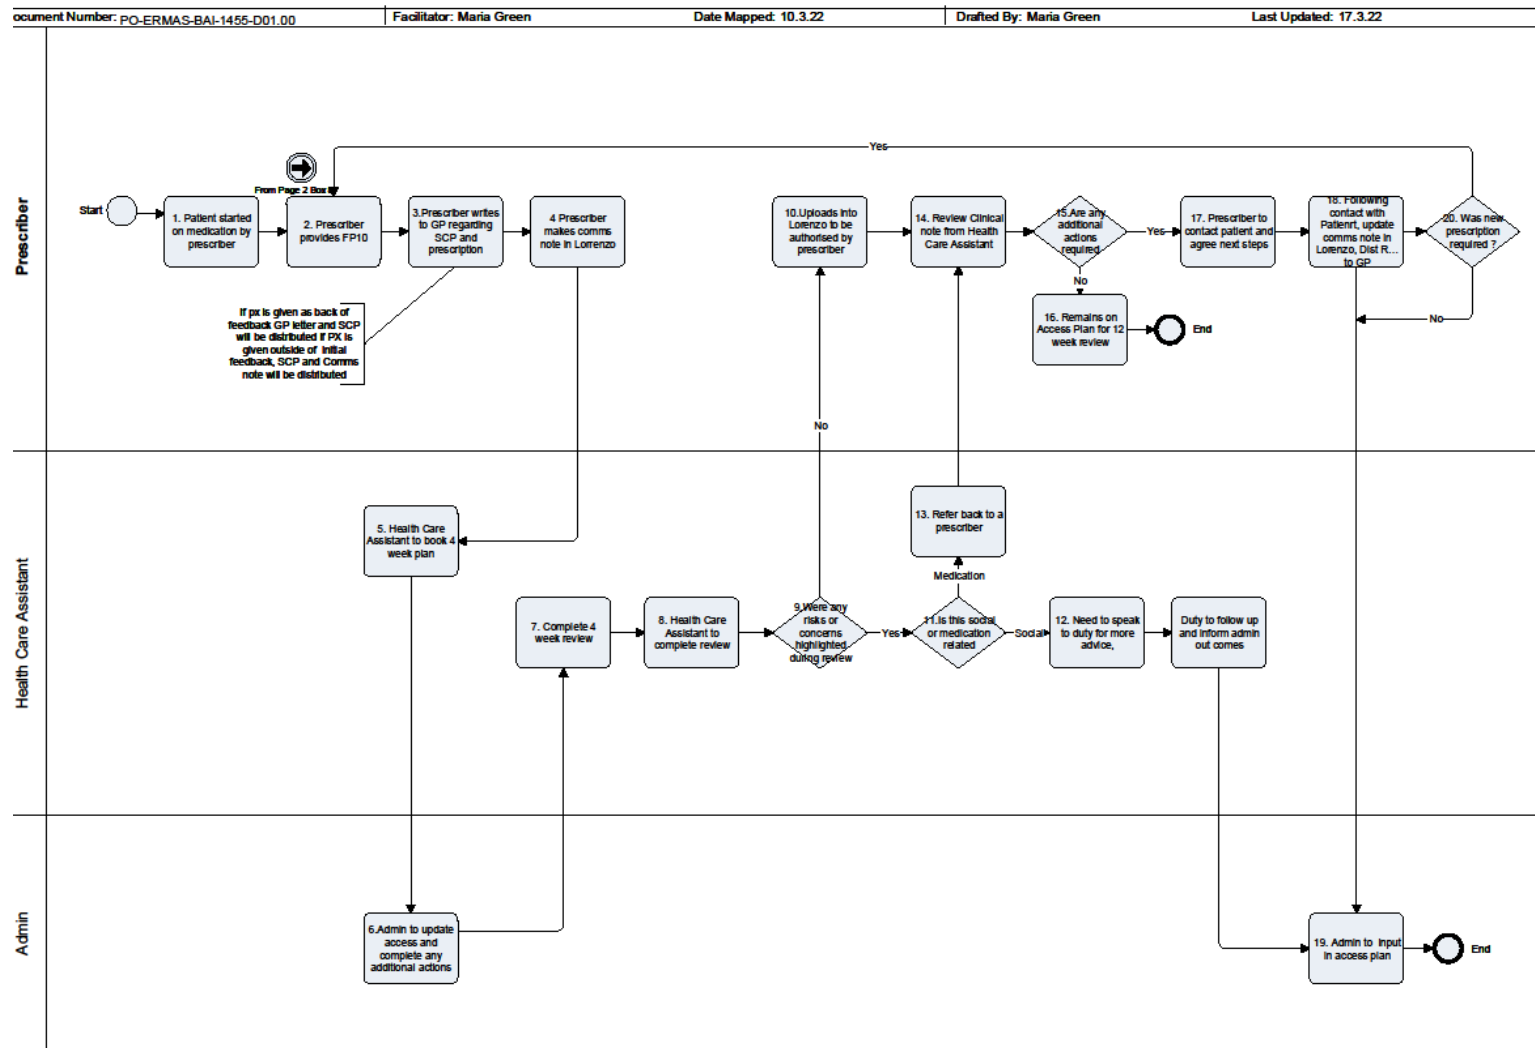 ocument Number: PO-ERMAS-BAI-1455-D01.00
Facilitator: Maria Green
Date Mapped: 10.3.22
Drafted By: Maria Green
Last Updated: 17.3.22
Prescriber
Start
1. Patient started
on medication by
prescriber
From Page 2 Box
2. Prescriber
provides FP10
3.Prescriber writes
to GP regarding
SCP and
prescription
4 Prescriber
makes comms
note in Lorrenzo
If px is given as back of
feedback GP letter and SCP
will be distributed if PX is
given outside of initial
feedback, SCP and Comms
note will be distributed
10.Uploads into
Lorenzo to be
authorised by
prescriber
14. Review Clinical
note from Health
Care Assistant
15.Are any
additional
actions
required
Yes
No
16. Remains on
Access Plan for 12
week review
End
17. Prescriber to
contact patient and
agree next steps
18. Following
contact with
Patienrt, update
comms note in
Lorenzo, Dist R...
to GP
20. Was new
prescription
required ?
Yes
No
No
Health Care Assistant
5. Health Care
Assistant to book 4
week plan
7. Complete 4
week review
8. Health Care
Assistant to
complete review
9.Were any
risks or
concerns
highlighted
during review
Yes
11.Is this social
or medication
related
Medication
13. Refer back to a
prescriber
Social
12. Need to speak
to duty for more
advice,
Duty to follow up
and inform admin
out comes
Admin
6.Admin to update
access and
complete any
additional actions
19. Admin to input
in access plan
End